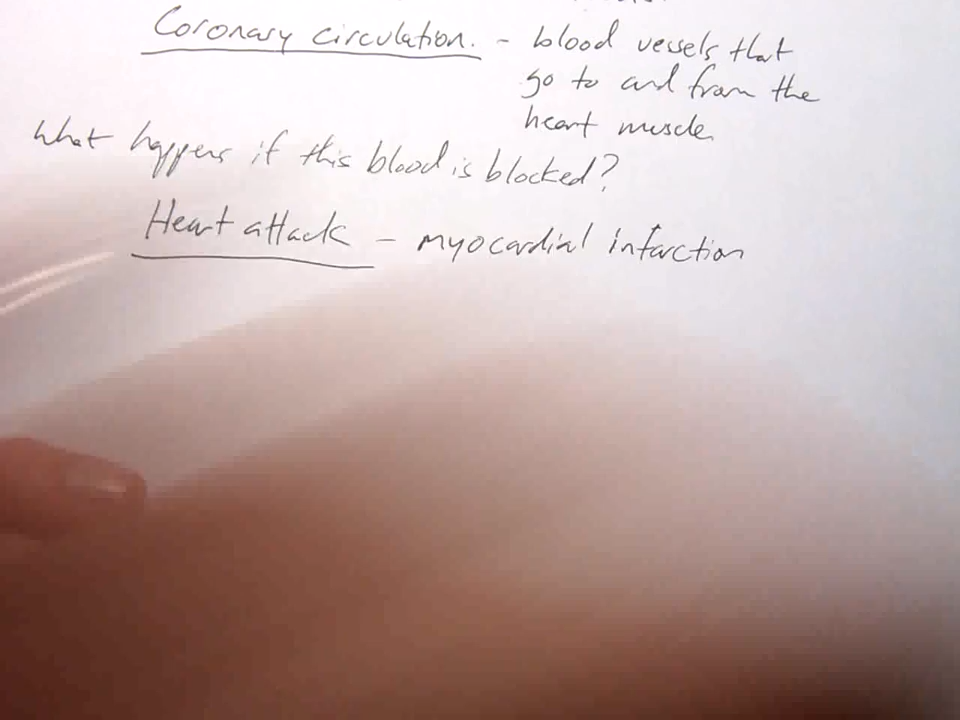 Coronary circulation. - blood vessels that
go to and from the
heart muscle.
What happens if this blood is blocked?
Heart attack - myocardial infarction